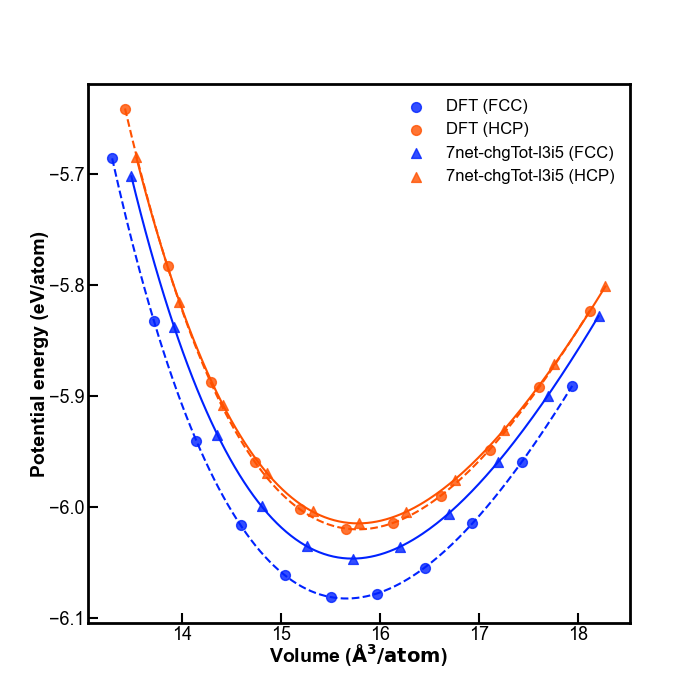 DFT (FCC)
DFT (HCP)
7net-chgTot-l3i5 (FCC)
7net-chgTot-l3i5 (HCP)
−5.7
−5.8
−5.9
−6.0
−6.1
14 15 16 17 18
Volume (Å³/atom)
Potential energy (eV/atom)